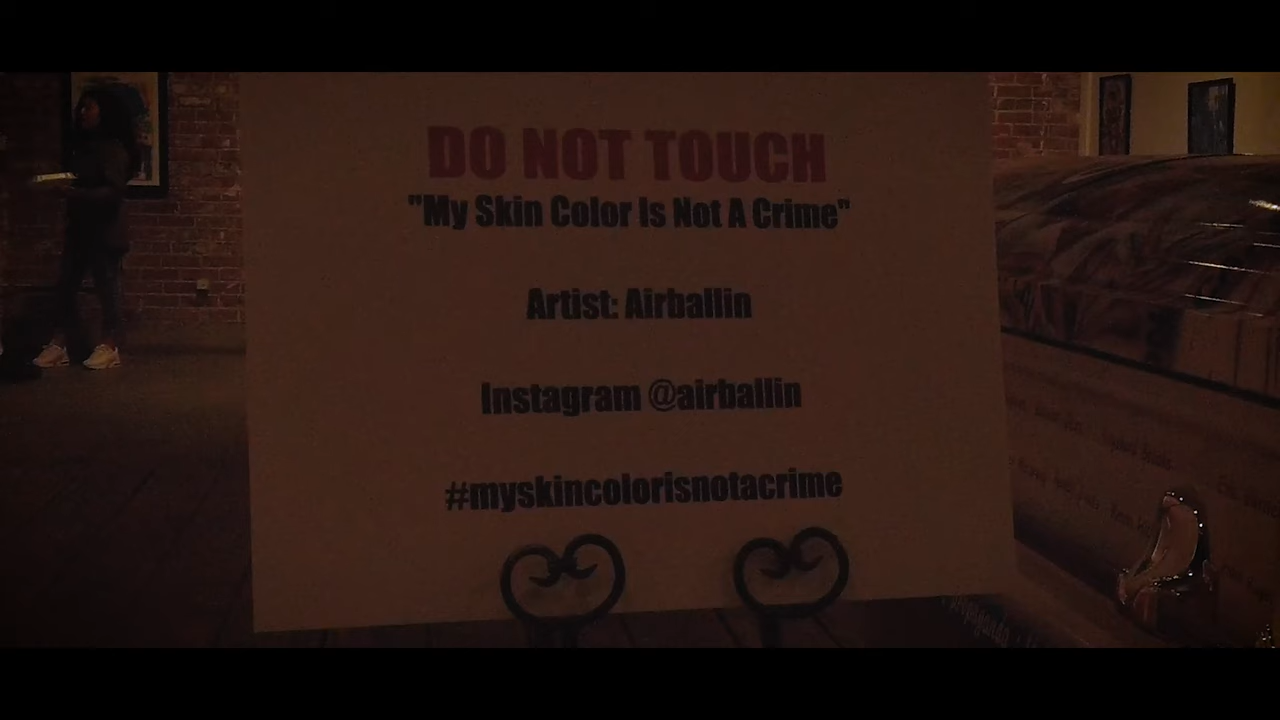 DO NOT TOUCH
"My Skin Color Is Not A Crime"
Artist: Airballin
Instagram @airballin
#myskincolorisnotacrime